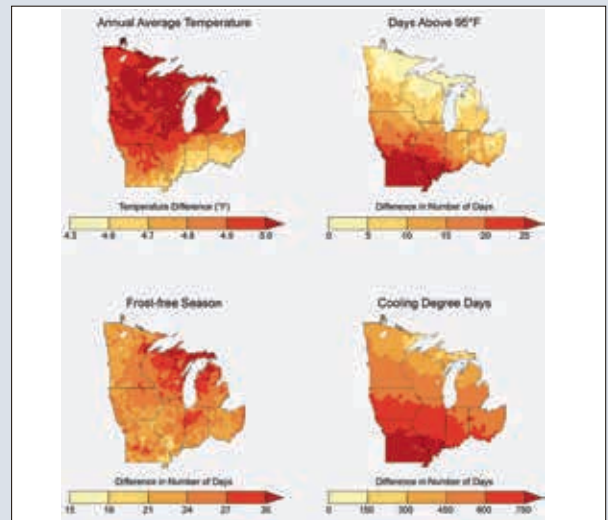 Annual Average Temperature
Days Above 95°F
Temperature Difference (°F)
4.5 4.6 4.7 4.8 4.9 5.0
Difference in Number of Days
0 5 10 15 20 25
Frost-free Season
Cooling Degree Days
Difference in Number of Days
15 18 21 24 27 30
Difference in Number of Days
0 150 300 450 600 750